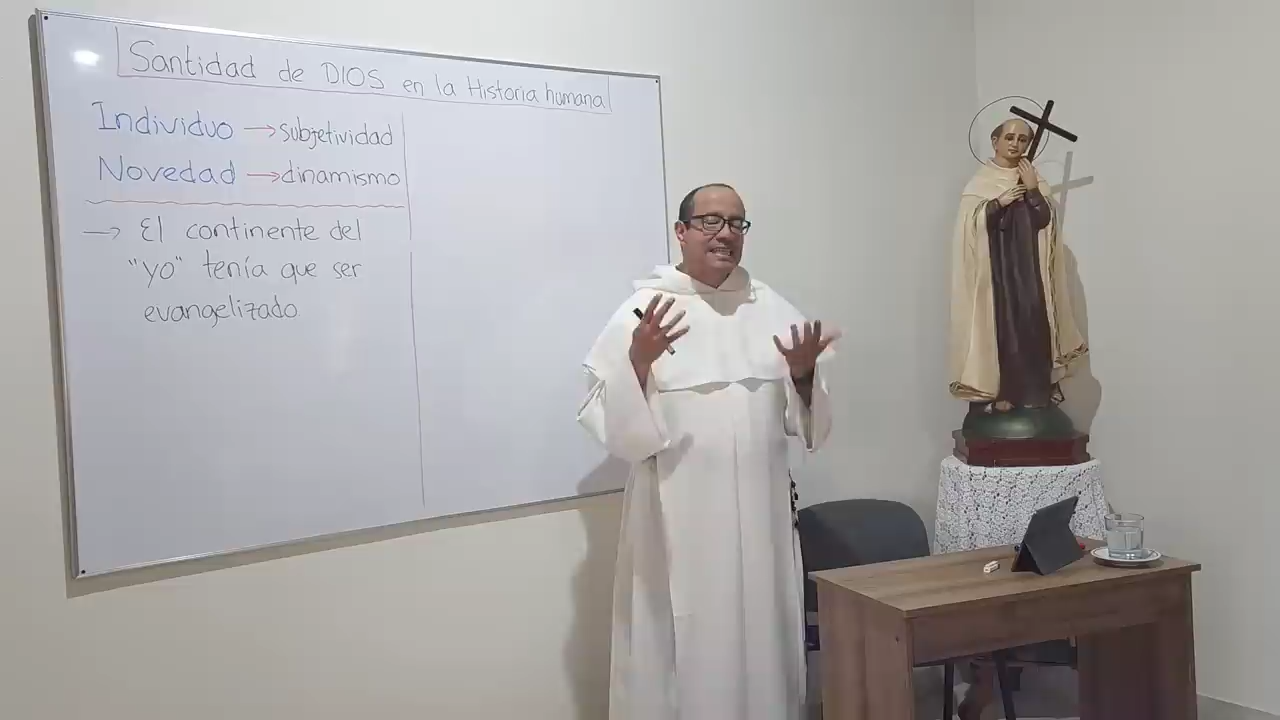 Santidad de DIOS en la Historia humana
Individuo → subjetividad
Novedad → dinamismo
→ El continente del
"yo" tenía que ser
evangelizado